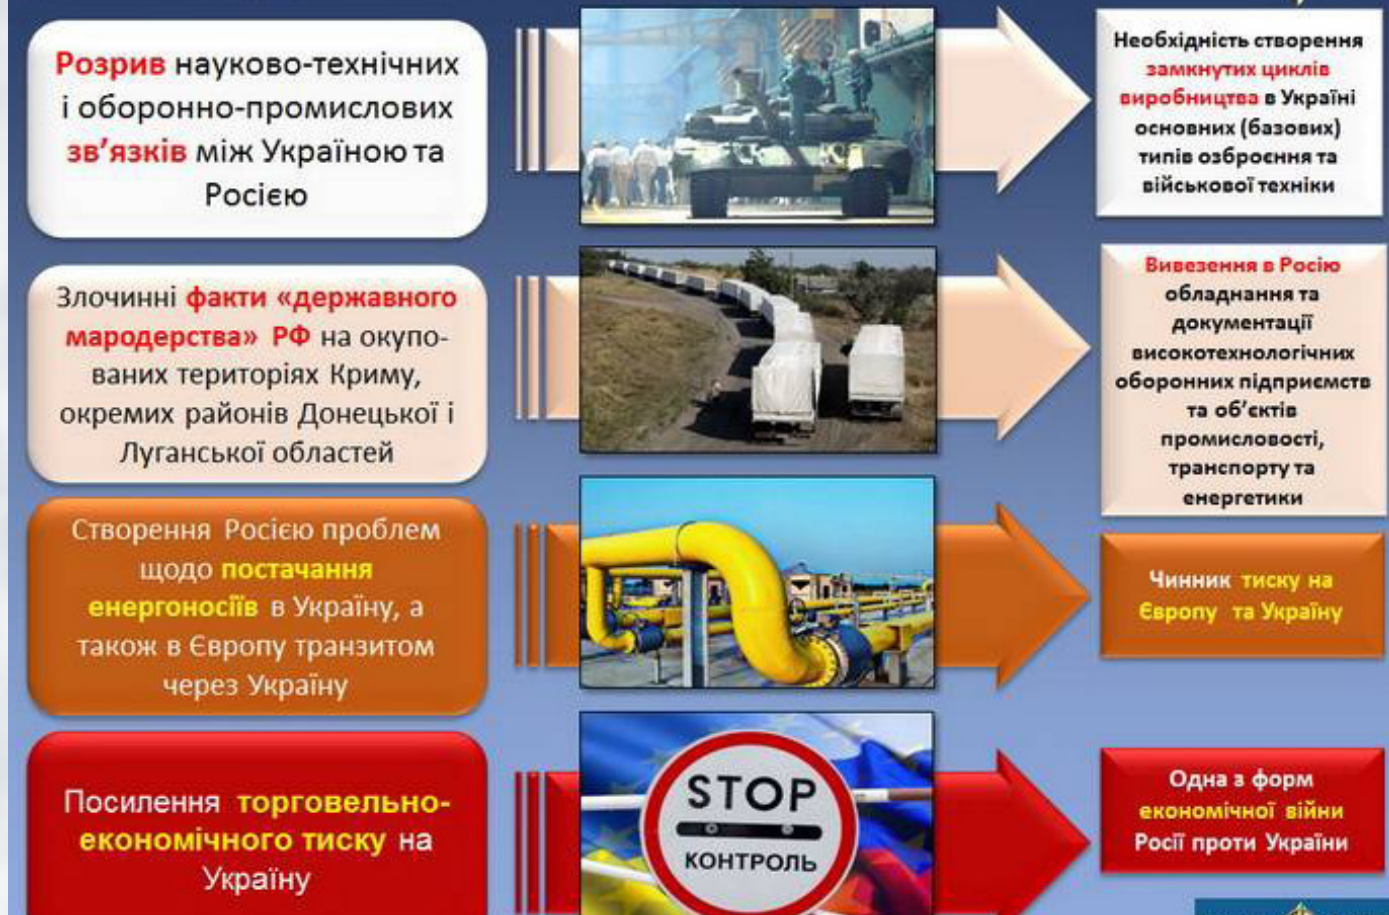 Розрив науково-технічних
і оборонно-промислових
зв’язків між Україною та
Росією
Необхідність створення
замкнутих циклів
виробництва в Україні
основних (базових)
типів озброєння та
військової техніки
Злочинні факти «державного
мародерства» РФ на окупо-
ваних територіях Криму,
окремих районів Донецької і
Луганської областей
Вивезення в Росію
обладнання та
документації
високотехнологічних
оборонних підприємств
та об’єктів
промисловості,
транспорту та
енергетики
Створення Росією проблем
щодо постачання
енергоносіїв в Україну, а
також в Європу транзитом
через Україну
Чинник тиску на
Європу та Україну
Посилення торговельно-
економічного тиску на
Україну
STOP
КОНТРОЛЬ
Одна з форм
економічної війни
Росії проти України